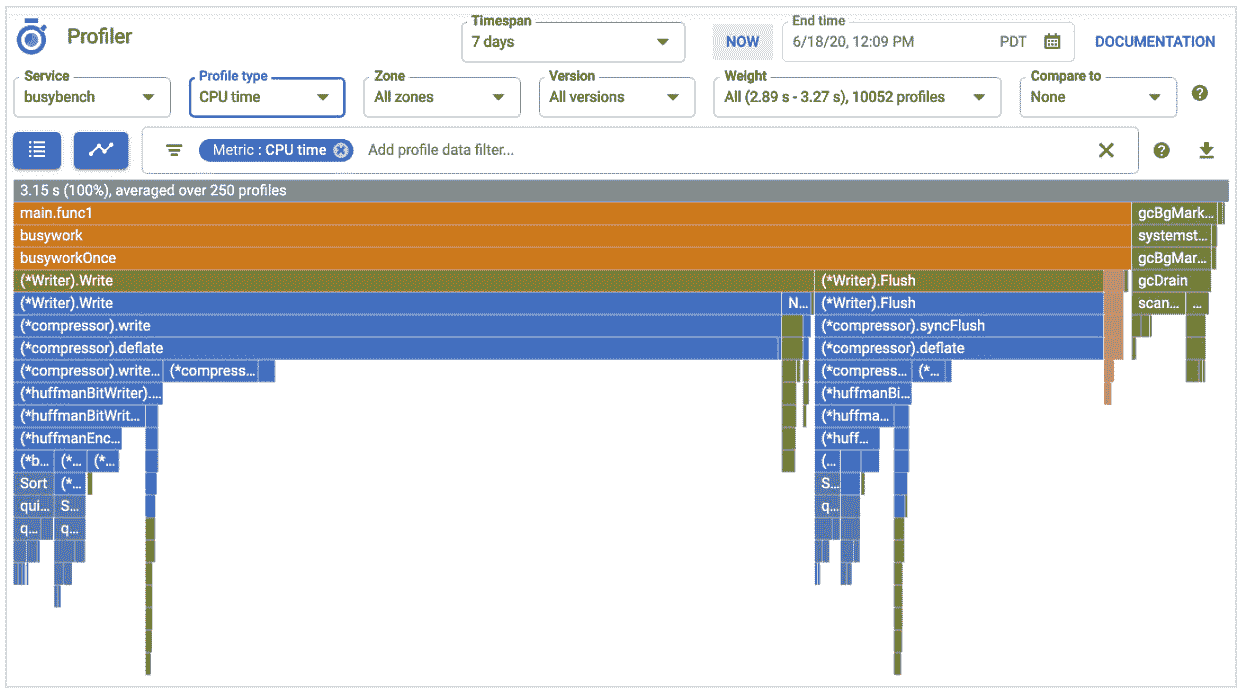 Profiler
Timespan
7 days
NOW
End time
6/18/20, 12:09 PM PDT
DOCUMENTATION
Service
busybench
Profile type
CPU time
Zone
All zones
Version
All versions
Weight
All (2.89 s - 3.27 s), 10052 profiles
Compare to
None
?
Metric : CPU time
Add profile data filter...
?
3.15 s (100%), averaged over 250 profiles
main.func1 gcBgMark...
busywork systemst...
busyworkOnce gcBgMar...
(*Writer).Write (*Writer).Flush gcDrain
(*Writer).Write N... (*Writer).Flush scan... ...
(*compressor).write (*compressor).syncFlush
(*compressor).deflate (*compressor).deflate
(*compressor).write... (*compress... (*compress... (*...
(*huffmanBitWriter).... (*huffmanBi...
(*huffmanBitWrit... (*huffma...
(*huffmanEnc... (*huff...
(*b... (*... (*... (...
Sort (*... S...
qui... S... q...
q... q...